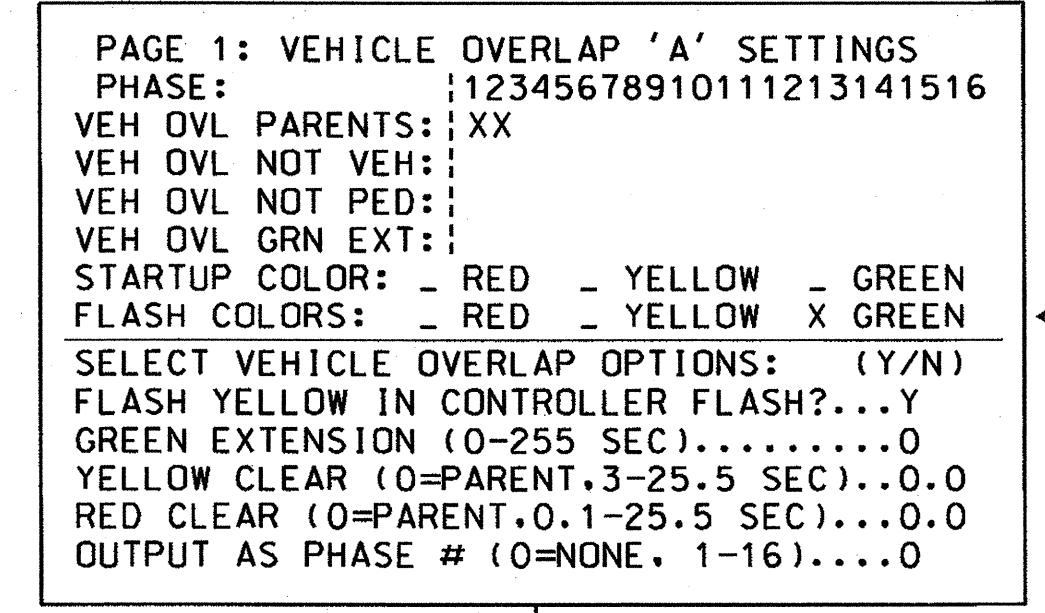 PAGE 1: VEHICLE OVERLAP 'A' SETTINGS
PHASE: ¦12345678910111213141516
VEH OVL PARENTS:¦XX
VEH OVL NOT VEH:¦
VEH OVL NOT PED:¦
VEH OVL GRN EXT:¦
STARTUP COLOR: _ RED _ YELLOW _ GREEN
FLASH COLORS: _ RED _ YELLOW X GREEN
SELECT VEHICLE OVERLAP OPTIONS: (Y/N)
FLASH YELLOW IN CONTROLLER FLASH?...Y
GREEN EXTENSION (0-255 SEC).........0
YELLOW CLEAR (0=PARENT,3-25.5 SEC)..0.0
RED CLEAR (0=PARENT,0.1-25.5 SEC)...0.0
OUTPUT AS PHASE # (0=NONE, 1-16)....0